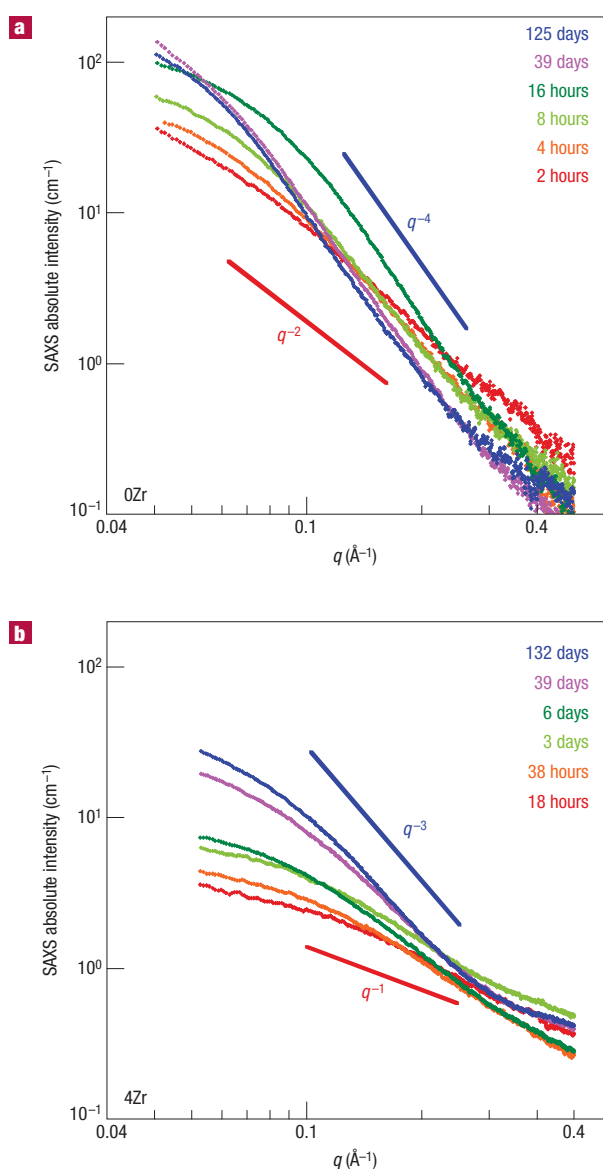 a
10²
10¹
10⁰
10⁻¹
SAXS absolute intensity (cm⁻¹)
125 days
39 days
16 hours
8 hours
4 hours
2 hours
q⁻⁴
q⁻²
0Zr
0.04
0.1
0.4
q (Å⁻¹)
b
10²
10¹
10⁰
10⁻¹
SAXS absolute intensity (cm⁻¹)
132 days
39 days
6 days
3 days
38 hours
18 hours
q⁻³
q⁻¹
4Zr
0.04
0.1
0.4
q (Å⁻¹)